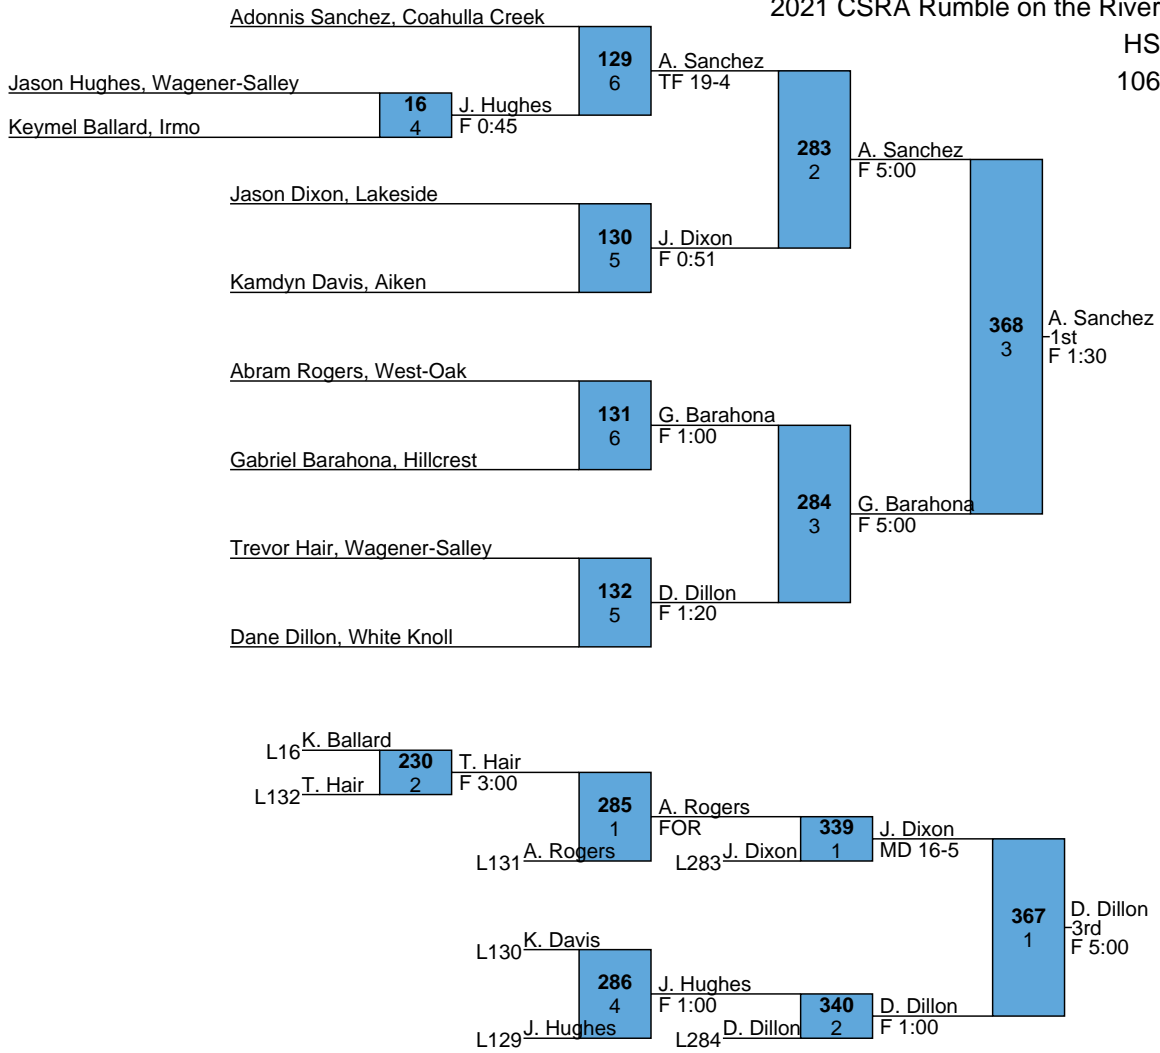 2021 CSRA Rumble on the River
HS
106
Adonnis Sanchez, Coahulla Creek
129
6
A. Sanchez
TF 19-4
Jason Hughes, Wagener-Salley
16
4
J. Hughes
F 0:45
Keymel Ballard, Irmo
283
2
A. Sanchez
F 5:00
Jason Dixon, Lakeside
130
5
J. Dixon
F 0:51
Kamdyn Davis, Aiken
368
3
A. Sanchez
1st
F 1:30
Abram Rogers, West-Oak
131
6
G. Barahona
F 1:00
Gabriel Barahona, Hillcrest
284
3
G. Barahona
F 5:00
Trevor Hair, Wagener-Salley
132
5
D. Dillon
F 1:20
Dane Dillon, White Knoll
L16
K. Ballard
230
2
T. Hair
F 3:00
L132
T. Hair
285
1
A. Rogers
FOR
L131
A. Rogers
L283
J. Dixon
339
1
J. Dixon
MD 16-5
367
1
D. Dillon
3rd
F 5:00
L130
K. Davis
286
4
J. Hughes
F 1:00
L129
J. Hughes
L284
D. Dillon
340
2
D. Dillon
F 1:00